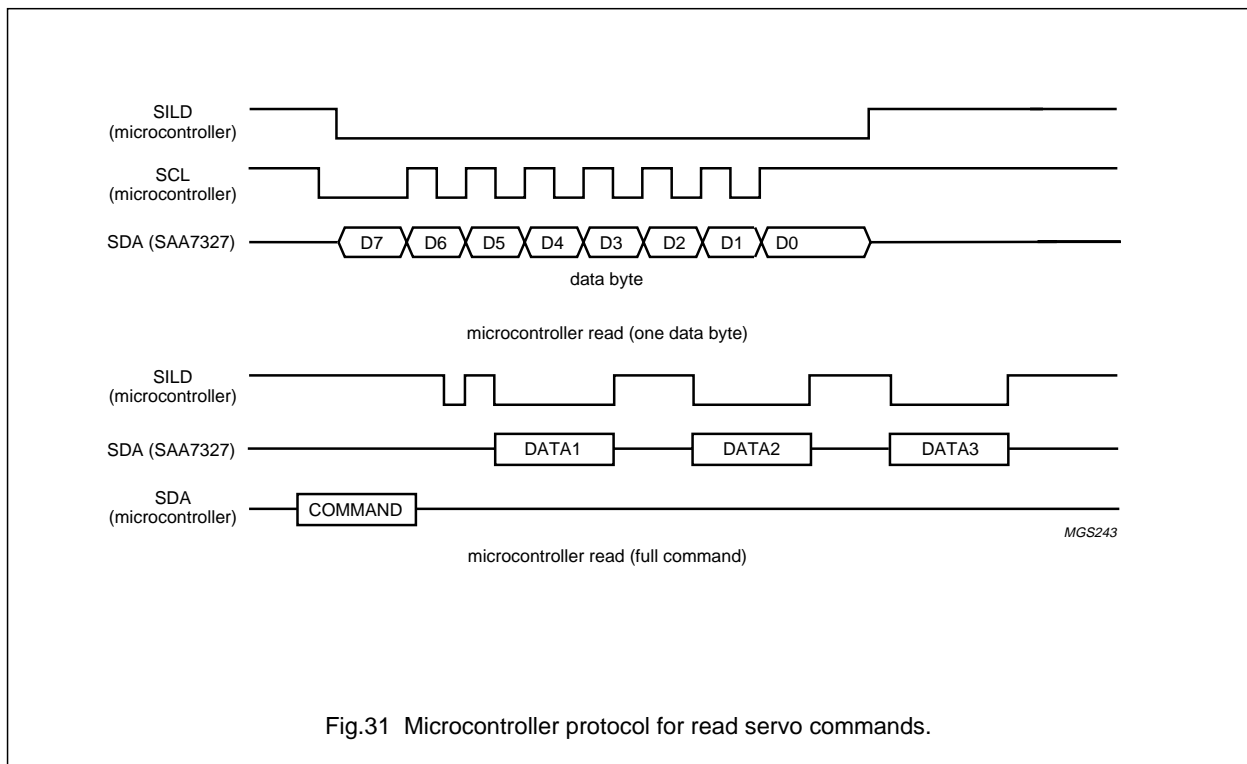 SILD
(microcontroller)
SCL
(microcontroller)
SDA (SAA7327)
D7 D6 D5 D4 D3 D2 D1 D0
data byte
microcontroller read (one data byte)
SILD
(microcontroller)
SDA (SAA7327)
DATA1 DATA2 DATA3
SDA
(microcontroller)
COMMAND
MGS243
microcontroller read (full command)
Fig.31 Microcontroller protocol for read servo commands.